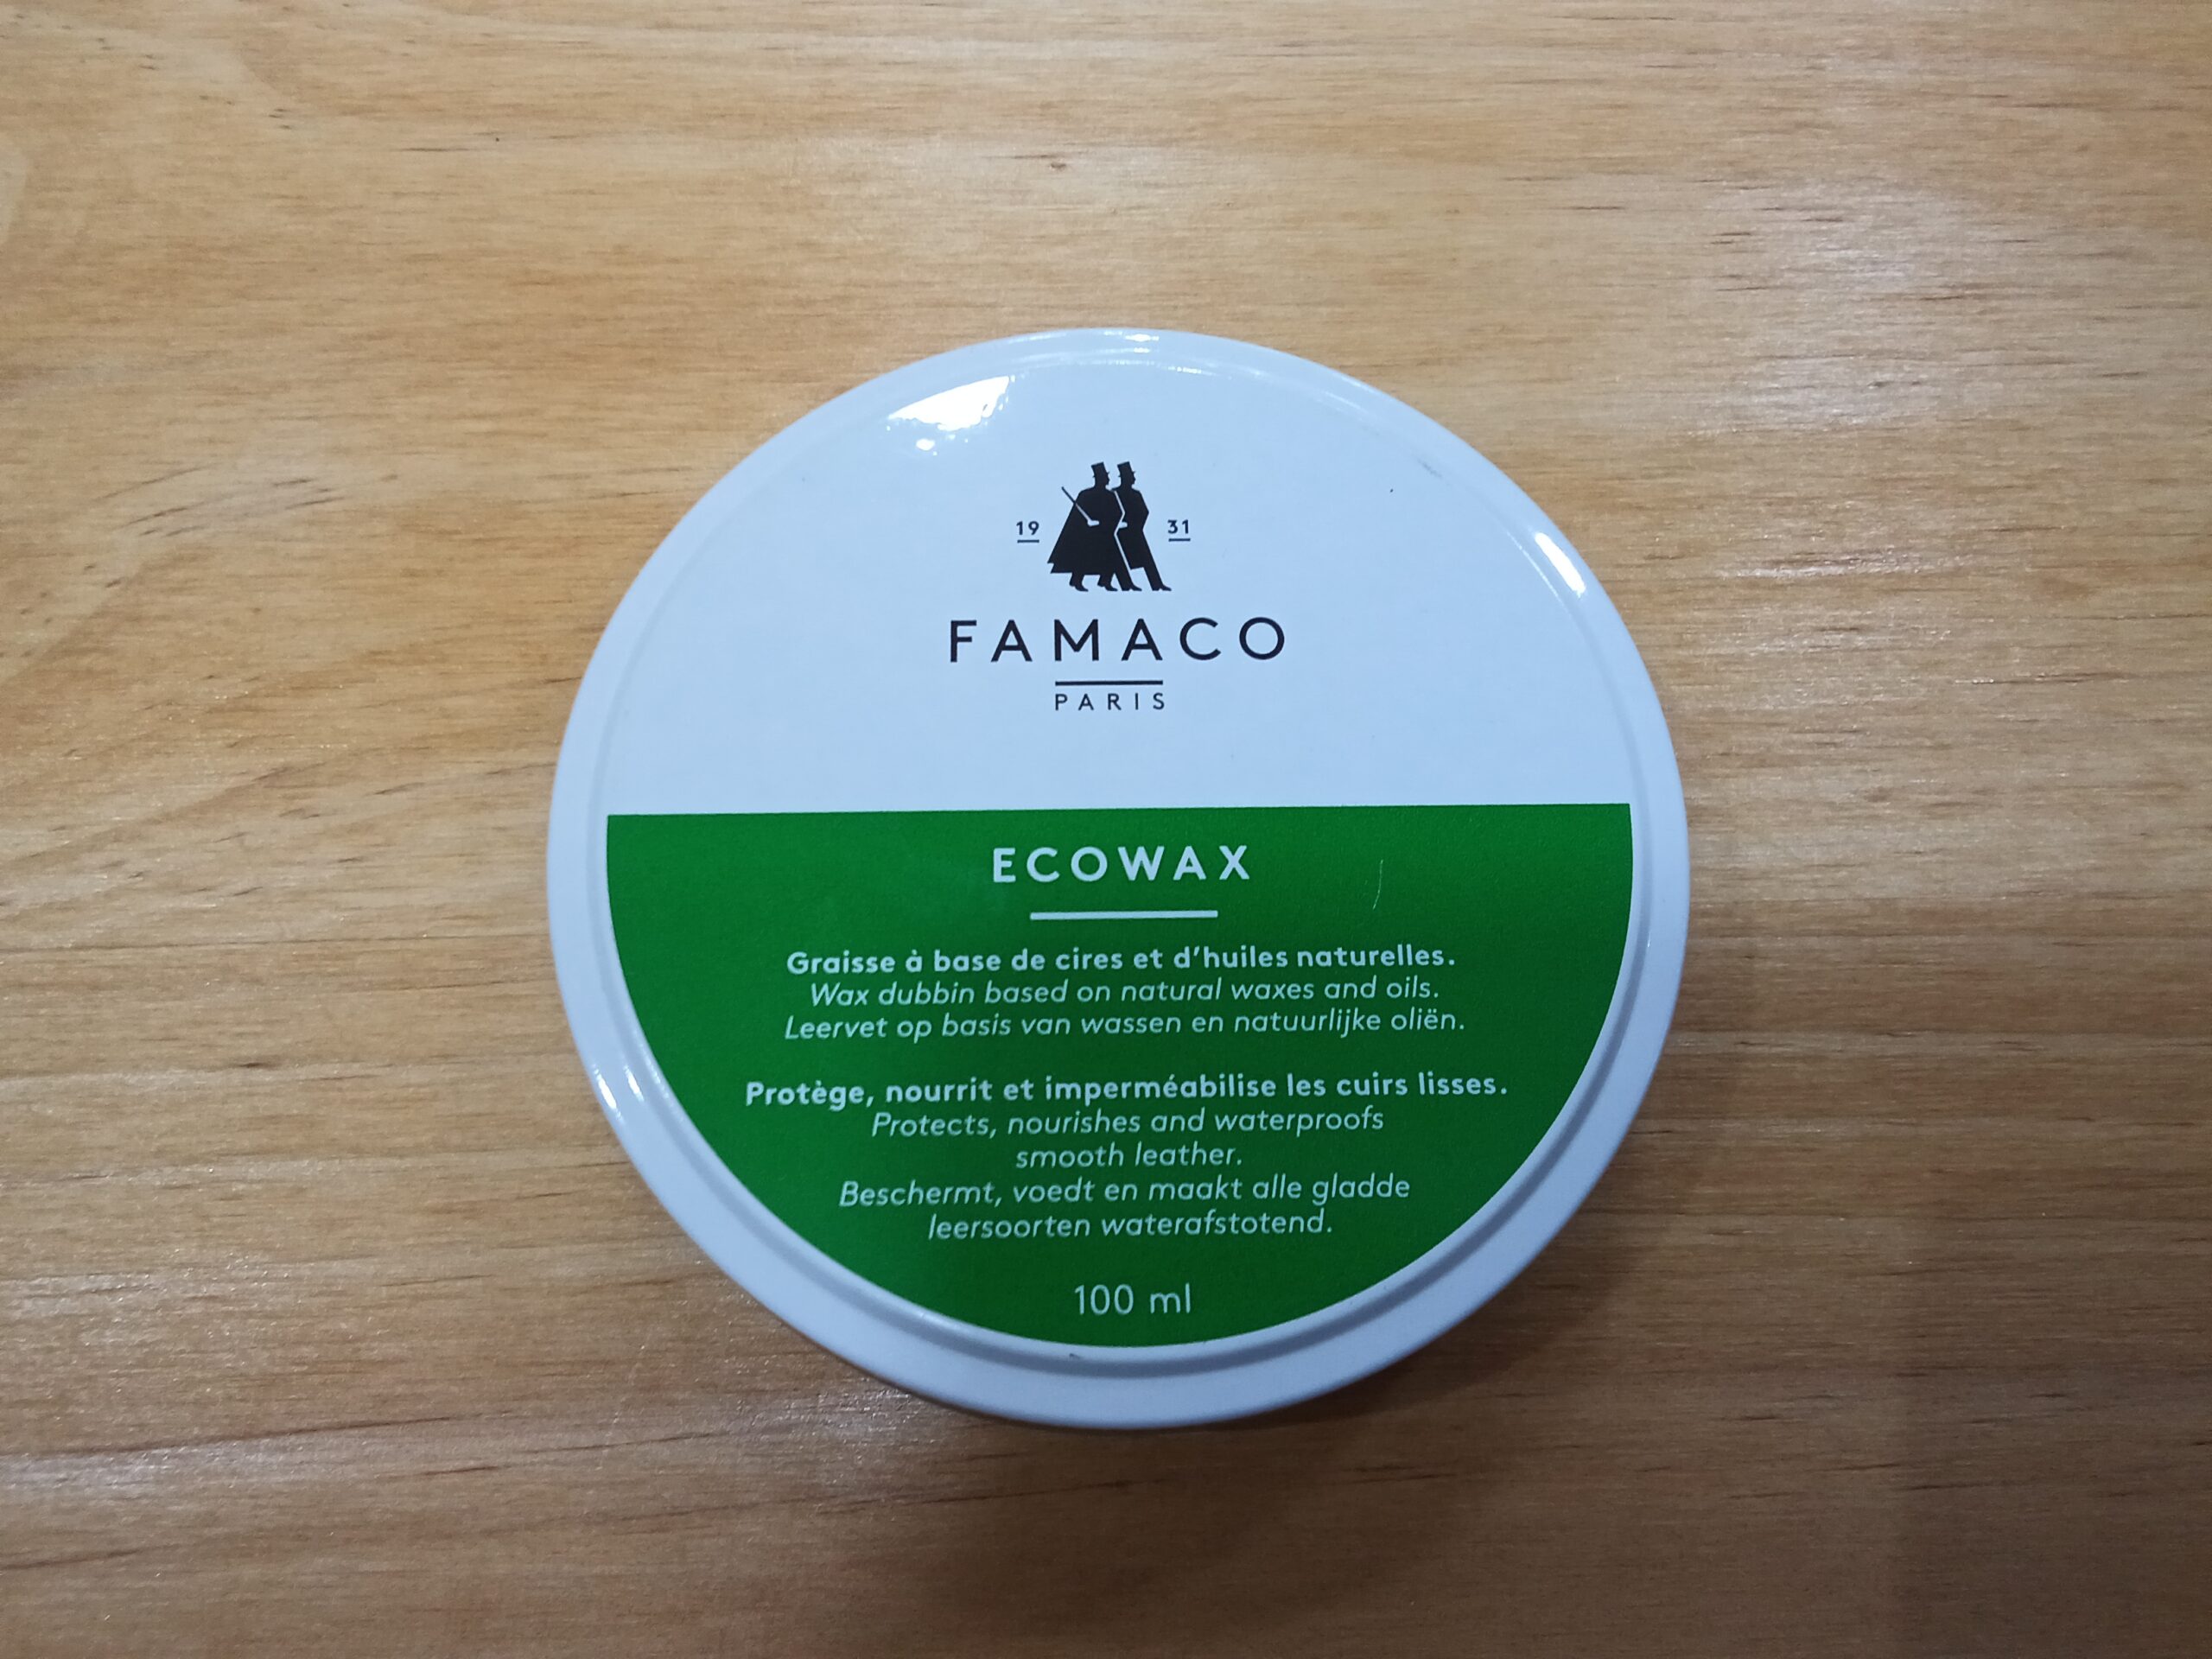 19 31
FAMACO
PARIS
ECOWAX
Graisse à base de cires et d'huiles naturelles.
Wax dubbin based on natural waxes and oils.
Leervet op basis van wassen en natuurlijke oliën.
Protège, nourrit et imperméabilise les cuirs lisses.
Protects, nourishes and waterproofs
smooth leather.
Beschermt, voedt en maakt alle gladde
leersoorten waterafstotend.
100 ml